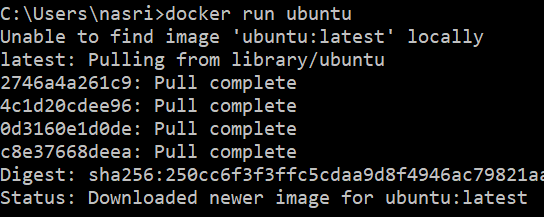 C:\Users\nasri>docker run ubuntu
Unable to find image 'ubuntu:latest' locally
latest: Pulling from library/ubuntu
2746a4a261c9: Pull complete
4c1d20cdee96: Pull complete
0d3160e1d0de: Pull complete
c8e37668deea: Pull complete
Digest: sha256:250cc6f3f3ffc5cdaa9d8f4946ac79821aa
Status: Downloaded newer image for ubuntu:latest